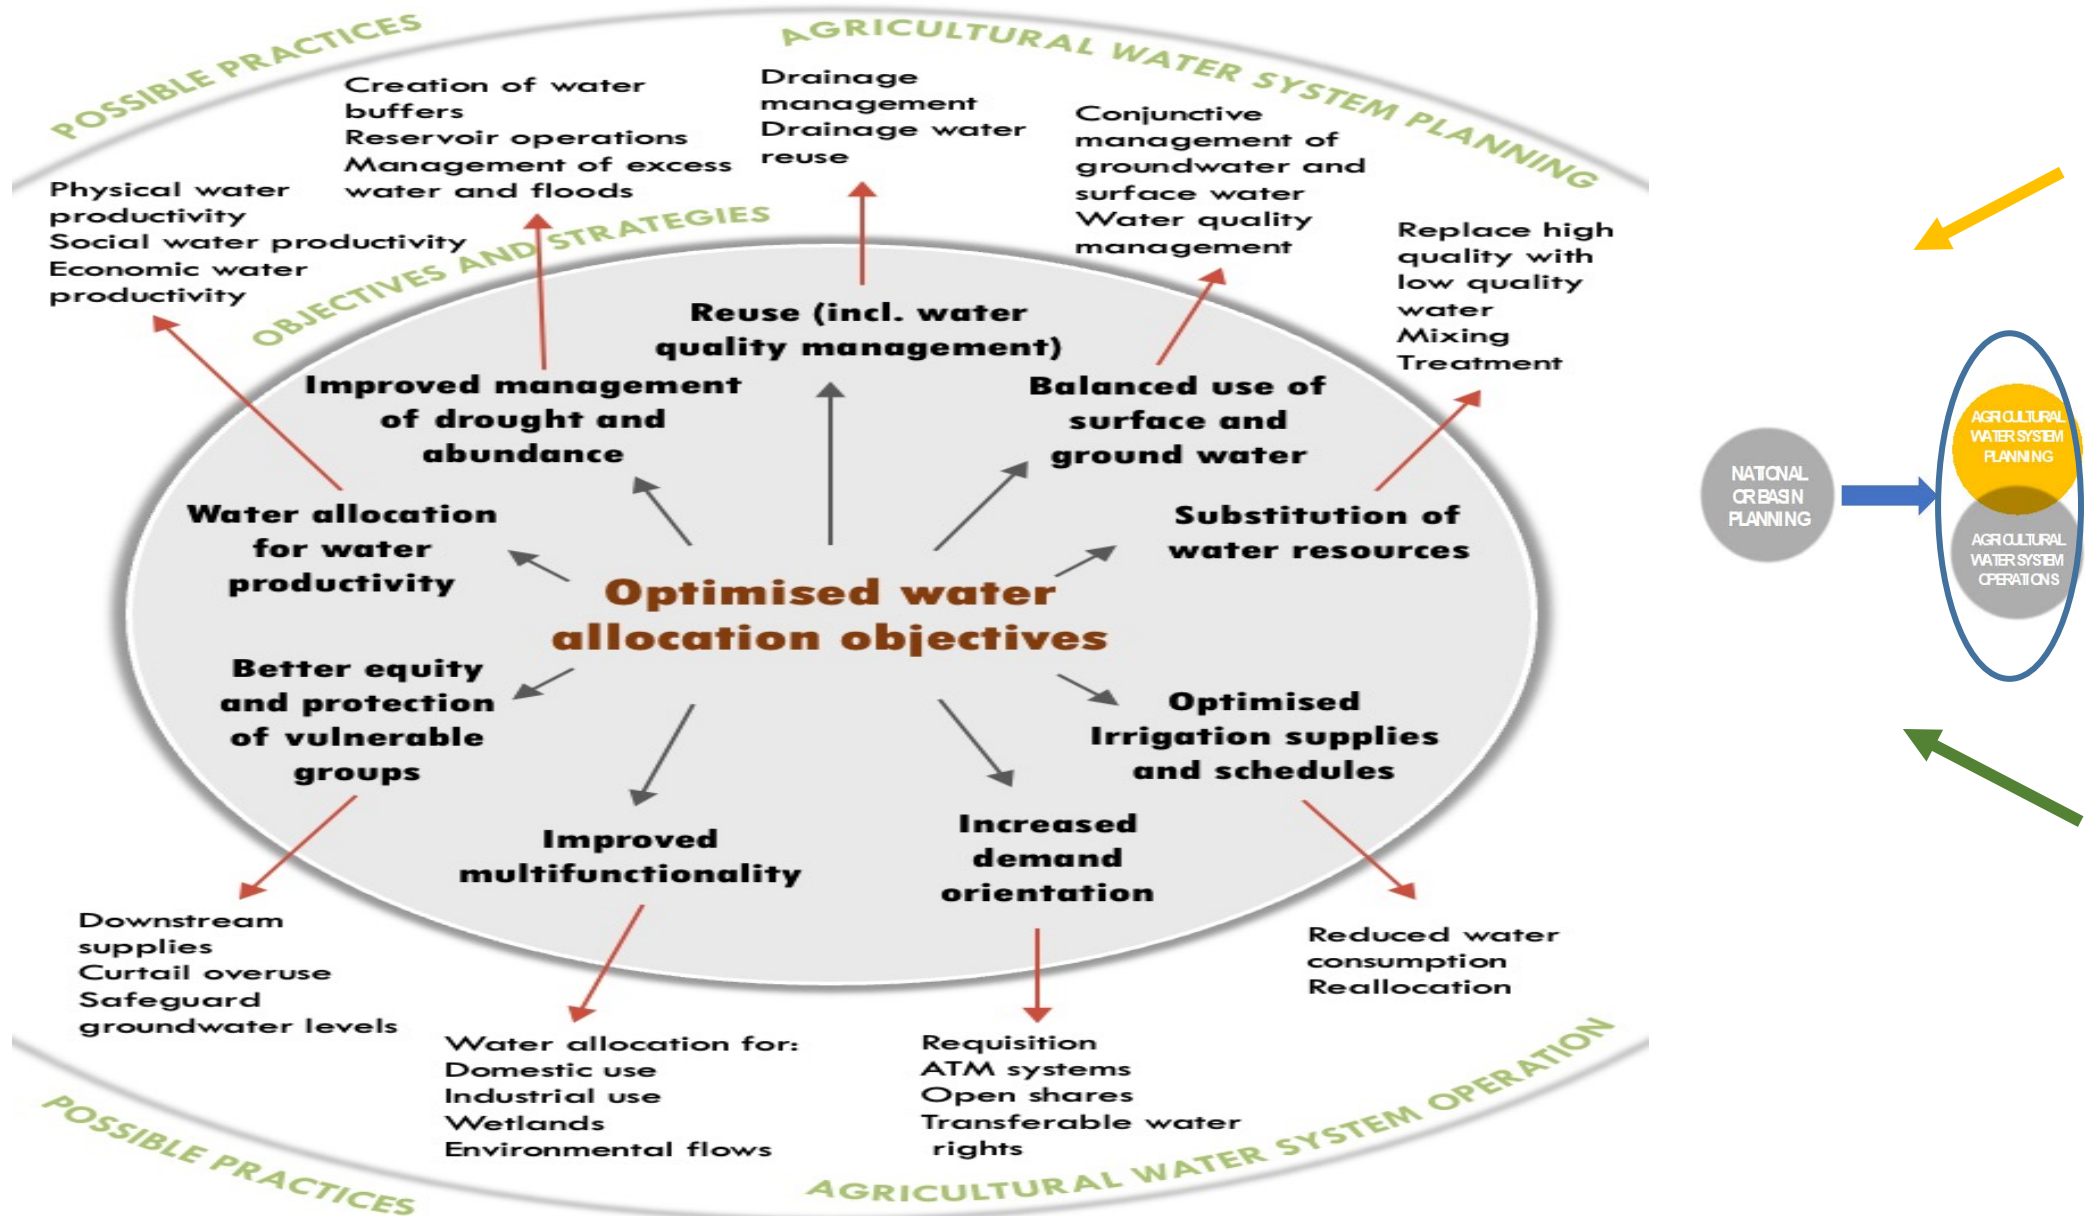 POSSIBLE PRACTICES
AGRICULTURAL WATER SYSTEM PLANNING
Creation of water
buffers
Reservoir operations
Management of excess
water and floods
Drainage
management
Drainage water
reuse
Conjunctive
management of
groundwater and
surface water
Water quality
management
Physical water
productivity
Social water productivity
Economic water
productivity
Replace high
quality with
low quality
water
Mixing
Treatment
OBJECTIVES AND STRATEGIES
Reuse (incl. water
quality management)
Improved management
of drought and
abundance
Balanced use of
surface and
ground water
Water allocation
for water
productivity
Substitution of
water resources
Optimised water
allocation objectives
Better equity
and protection
of vulnerable
groups
Optimised
Irrigation supplies
and schedules
Improved
multifunctionality
Increased
demand
orientation
Downstream
supplies
Curtail overuse
Safeguard
groundwater levels
Water allocation for:
Domestic use
Industrial use
Wetlands
Environmental flows
Requisition
ATM systems
Open shares
Transferable water
rights
Reduced water
consumption
Reallocation
POSSIBLE PRACTICES
AGRICULTURAL WATER SYSTEM OPERATION
NATIONAL
OR BASIN
PLANNING
AGRICULTURAL
WATER SYSTEM
PLANNING
AGRICULTURAL
WATER SYSTEM
OPERATIONS